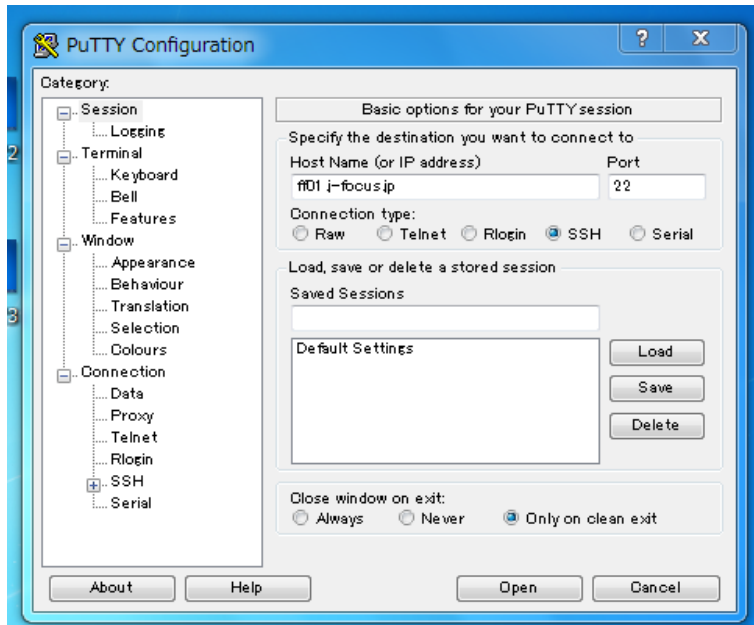 PuTTY Configuration
Category:
Session
Logging
Terminal
Keyboard
Bell
Features
Window
Appearance
Behaviour
Translation
Selection
Colours
Connection
Data
Proxy
Telnet
Rlogin
SSH
Serial
Basic options for your PuTTY session
Specify the destination you want to connect to
Host Name (or IP address) Port
ff01.j-focus.jp 22
Connection type:
Raw Telnet Rlogin SSH Serial
Load, save or delete a stored session
Saved Sessions
Default Settings
Load
Save
Delete
Close window on exit:
Always Never Only on clean exit
About Help Open Cancel
2
3